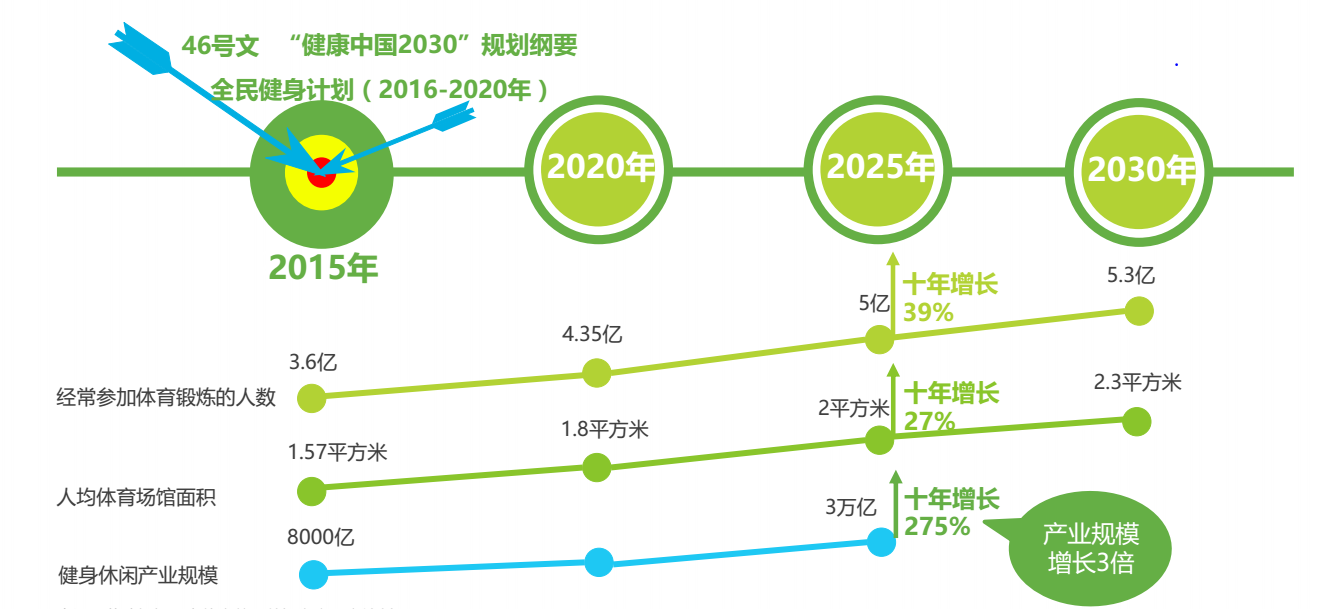 46号文 “健康中国2030”规划纲要
全民健身计划（2016-2020年）
2015年
2020年
2025年
2030年
经常参加体育锻炼的人数
3.6亿
4.35亿
5亿
十年增长
39%
5.3亿
人均体育场馆面积
1.57平方米
1.8平方米
2平方米
十年增长
27%
2.3平方米
健身休闲产业规模
8000亿
3万亿
十年增长
275%
产业规模
增长3倍